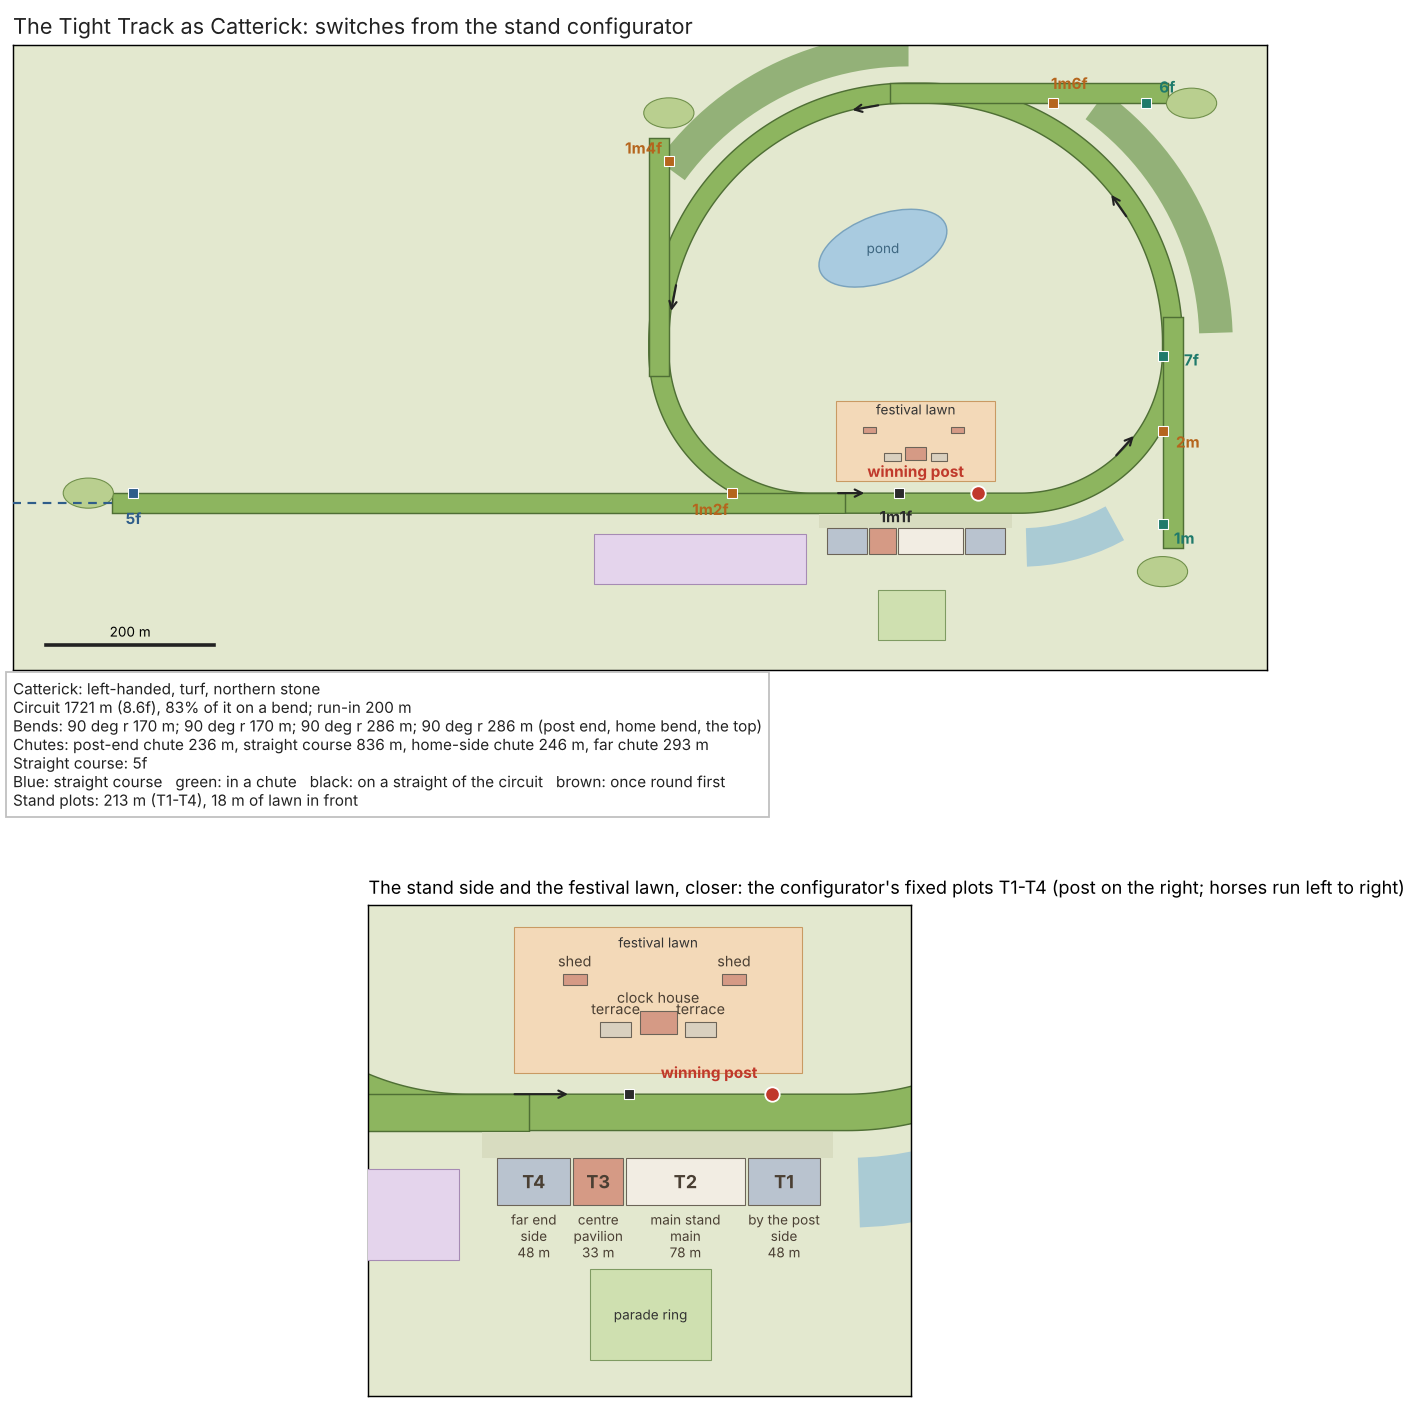 The Tight Track as Catterick: switches from the stand configurator
1m6f
6f
1m4f
pond
7f
festival lawn
2m
winning post
1m2f
1m1f
5f
1m
200 m
Catterick: left-handed, turf, northern stone
Circuit 1721 m (8.6f), 83% of it on a bend; run-in 200 m
Bends: 90 deg r 170 m; 90 deg r 170 m; 90 deg r 286 m; 90 deg r 286 m (post end, home bend, the top)
Chutes: post-end chute 236 m, straight course 836 m, home-side chute 246 m, far chute 293 m
Straight course: 5f
Blue: straight course   green: in a chute   black: on a straight of the circuit   brown: once round first
Stand plots: 213 m (T1-T4), 18 m of lawn in front
The stand side and the festival lawn, closer: the configurator's fixed plots T1-T4 (post on the right; horses run left to right)
festival lawn
shed shed
clock house
terrace terrace
winning post
T4 T3 T2 T1
far end centre main stand by the post
side pavilion main side
48 m 33 m 78 m 48 m
parade ring